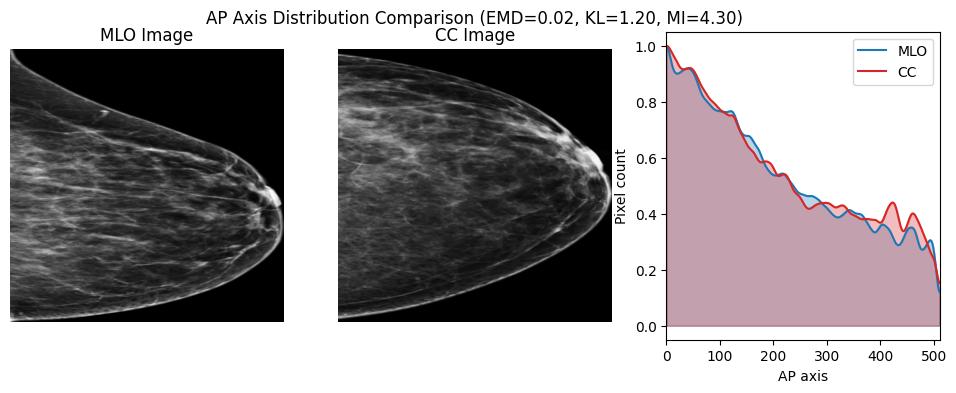 AP Axis Distribution Comparison (EMD=0.02, KL=1.20, MI=4.30)
MLO Image
CC Image
MLO
CC
Pixel count
1.0
0.8
0.6
0.4
0.2
0.0
0 100 200 300 400 500
AP axis